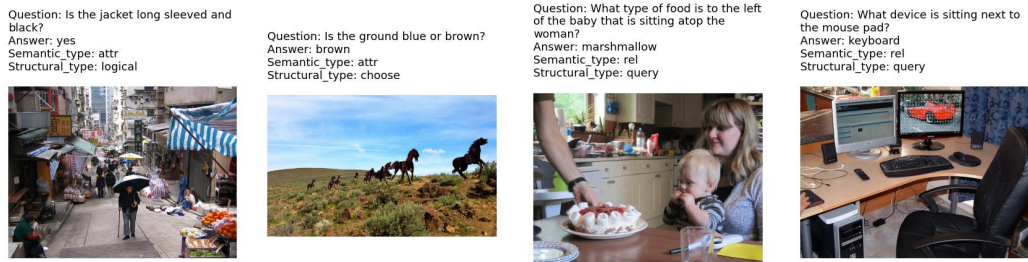 Question: Is the jacket long sleeved and
black?
Answer: yes
Semantic_type: attr
Structural_type: logical
Question: Is the ground blue or brown?
Answer: brown
Semantic_type: attr
Structural_type: choose
Question: What type of food is to the left
of the baby that is sitting atop the
woman?
Answer: marshmallow
Semantic_type: rel
Structural_type: query
Question: What device is sitting next to
the mouse pad?
Answer: keyboard
Semantic_type: rel
Structural_type: query